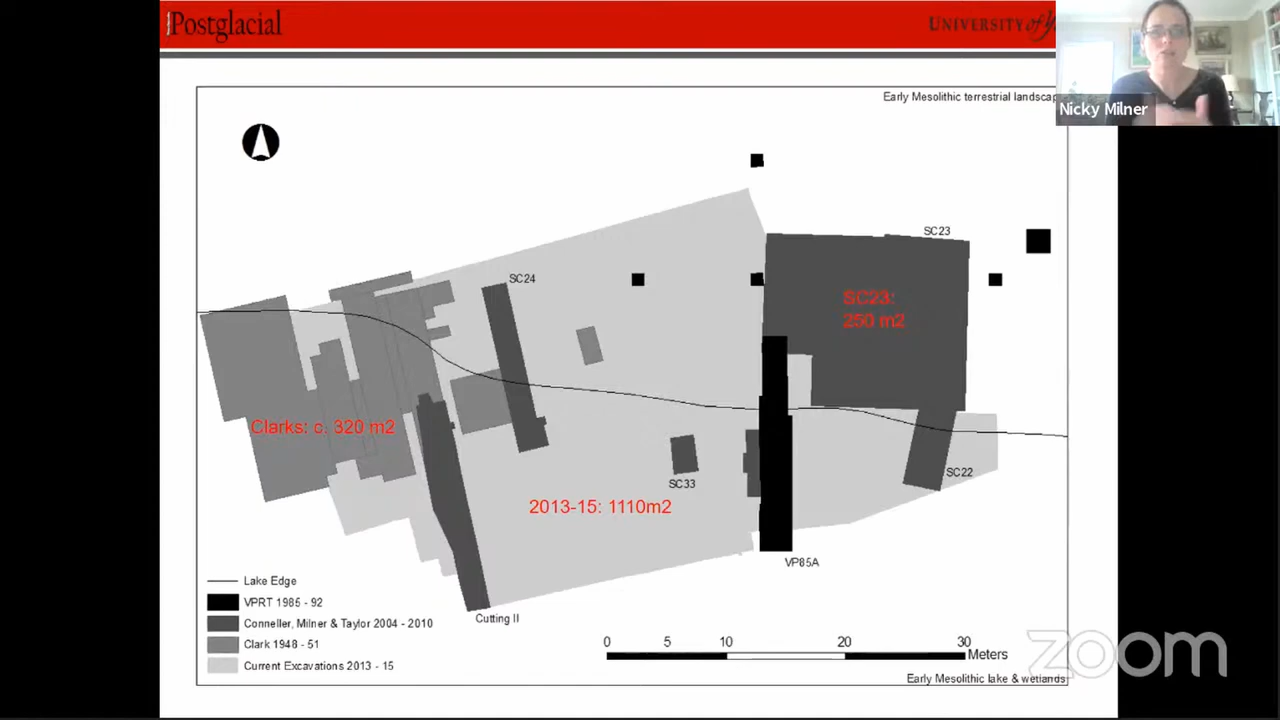 Postglacial
UNIVERSITY of
Nicky Milner
Early Mesolithic terrestrial
SC23
SC24
SC23:
250 m2
Clarks: c. 320 m2
SC22
SC33
2013-15: 1110m2
VP85A
Lake Edge
VPRT 1985 - 92
Cutting II
Conneller, Milner & Taylor 2004 - 2010
Clark 1948 - 51
0 5 10 20 30
Meters
Current Excavations 2013 - 15
Early Mesolithic lake & wetlands
zoom